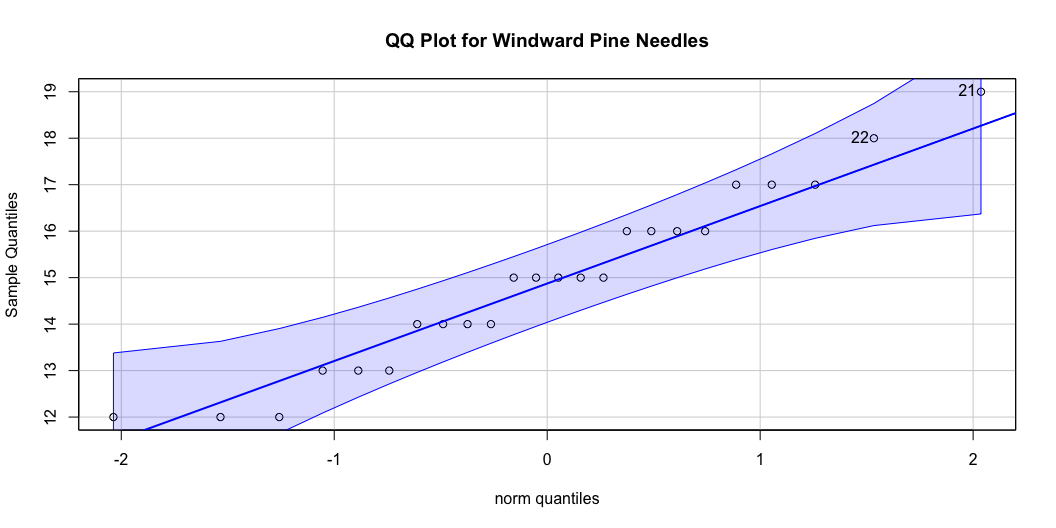 QQ Plot for Windward Pine Needles
19
18
17
16
15
14
13
12
Sample Quantiles
21
22
-2 -1 0 1 2
norm quantiles